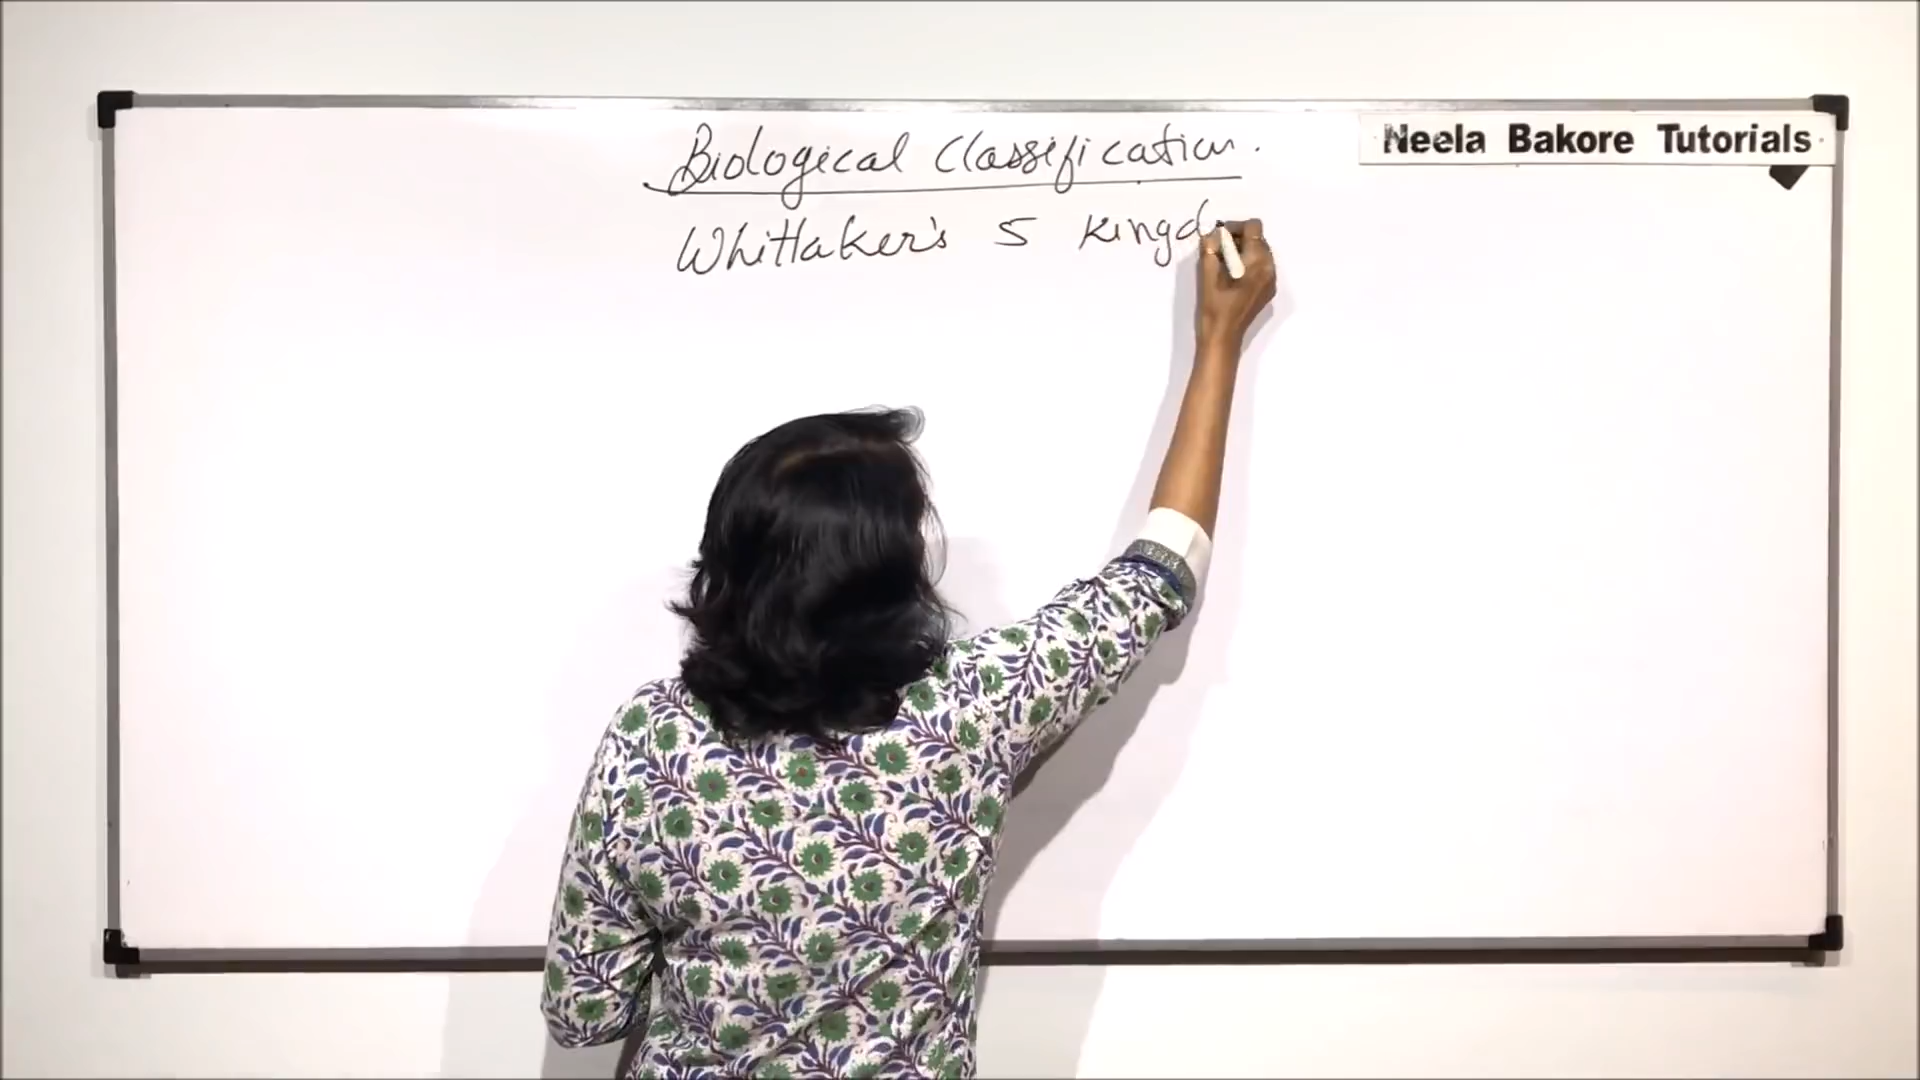 Biological Classification.
Neela Bakore Tutorials
Whittaker's 5 Kingd